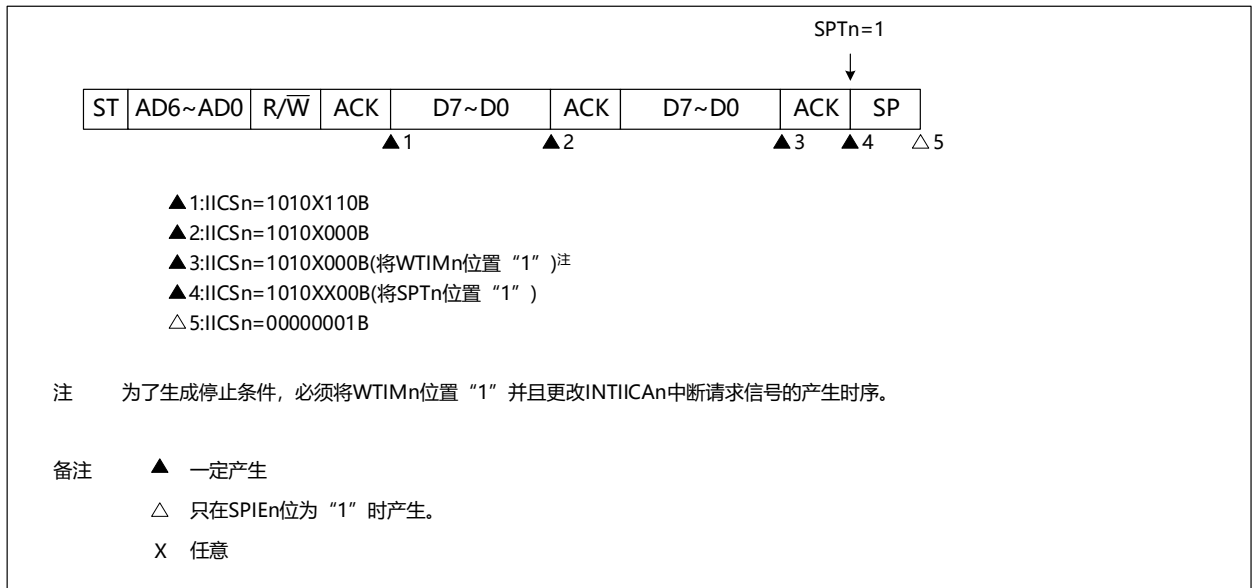 SPTn=1
ST AD6~AD0 R/W̅ ACK D7~D0 ACK D7~D0 ACK SP
▲1 ▲2 ▲3 ▲4 △5
▲1:IICSn=1010X110B
▲2:IICSn=1010X000B
▲3:IICSn=1010X000B(将WTIMn位置“1”)注
▲4:IICSn=1010XX00B(将SPTn位置“1”)
△5:IICSn=00000001B
注 为了生成停止条件，必须将WTIMn位置“1”并且更改INTIICAn中断请求信号的产生时序。
备注 ▲ 一定产生
△ 只在SPIEn位为“1”时产生。
X 任意